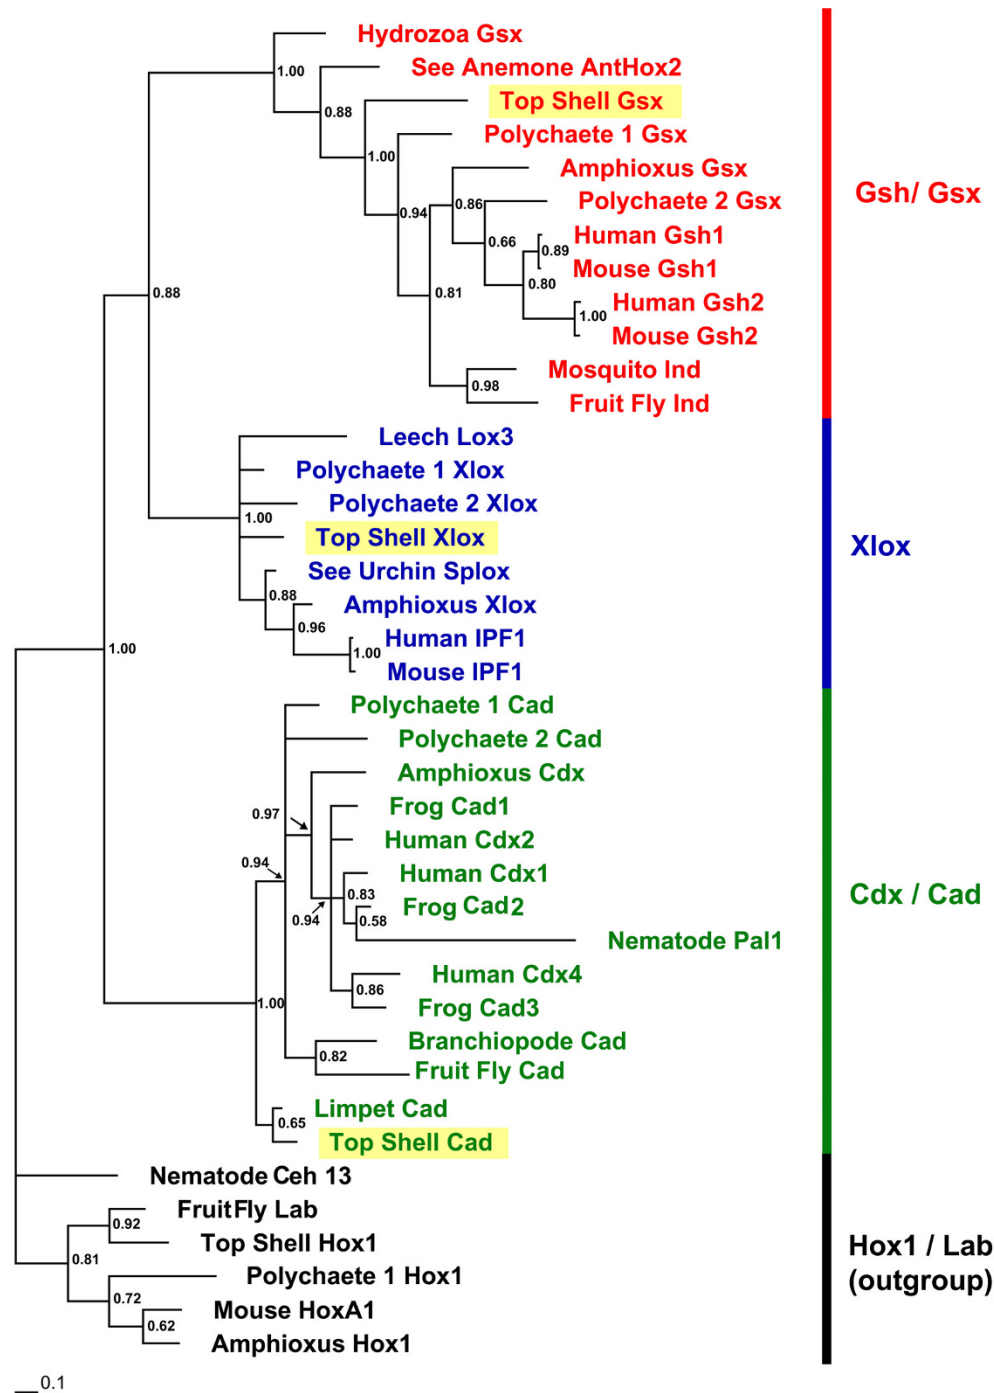 Hydrozoa Gsx
1.00
See Anemone AntHox2
0.88
Top Shell Gsx
1.00
Polychaete 1 Gsx
0.94
Amphioxus Gsx
0.86
Polychaete 2 Gsx
0.66
Human Gsh1
0.89
Mouse Gsh1
0.80
0.81
Human Gsh2
1.00
Mouse Gsh2
Mosquito Ind
0.98
Fruit Fly Ind
Gsh/ Gsx
0.88
Leech Lox3
Polychaete 1 Xlox
Polychaete 2 Xlox
1.00
Top Shell Xlox
See Urchin Splox
0.88
Amphioxus Xlox
0.96
Human IPF1
1.00
Mouse IPF1
Xlox
1.00
Polychaete 1 Cad
Polychaete 2 Cad
Amphioxus Cdx
0.97
Frog Cad1
Human Cdx2
0.94
Human Cdx1
0.83
Frog Cad2
0.94
0.58
Nematode Pal1
Human Cdx4
0.86
Frog Cad3
1.00
Branchiopode Cad
0.82
Fruit Fly Cad
Limpet Cad
0.65
Top Shell Cad
Cdx / Cad
Nematode Ceh 13
FruitFly Lab
0.92
Top Shell Hox1
0.81
Polychaete 1 Hox1
0.72
Mouse HoxA1
0.62
Amphioxus Hox1
Hox1 / Lab
(outgroup)
0.1